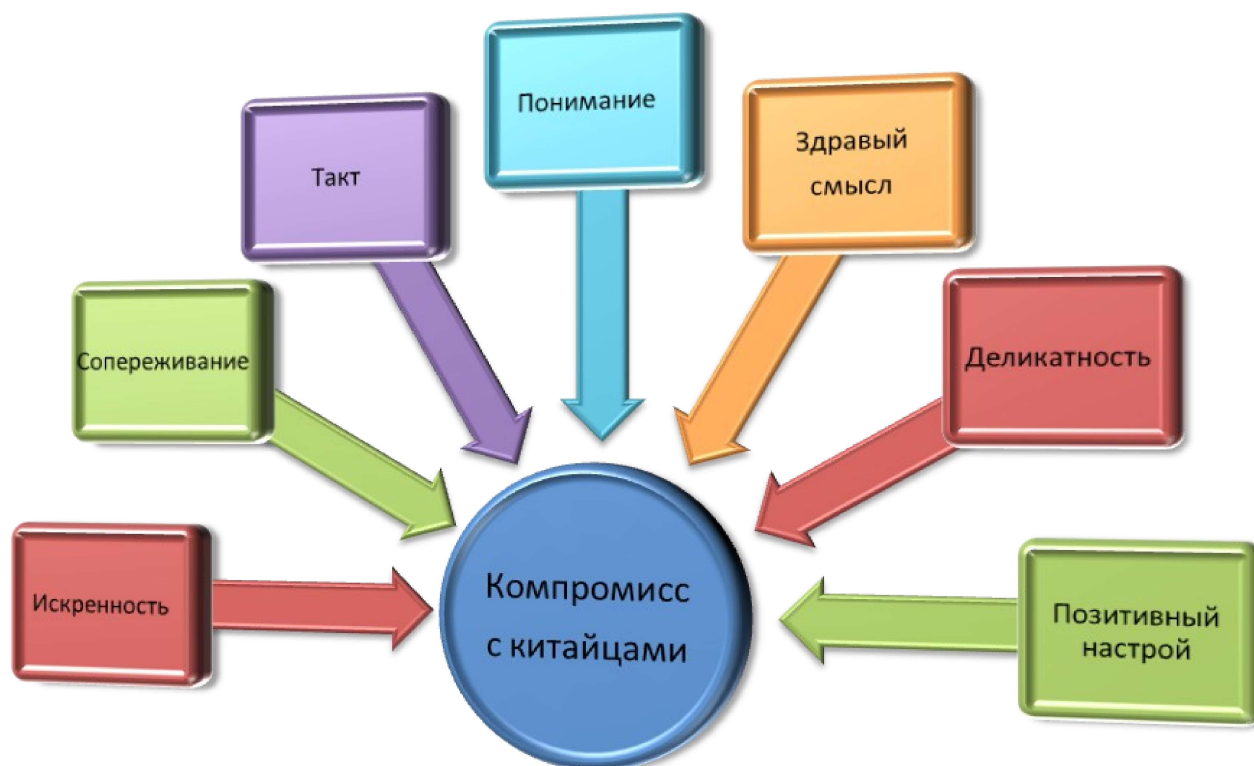 Понимание
Здравый
смысл
Такт
Деликатность
Сопереживание
Искренность
Компромисс
с китайцами
Позитивный
настрой